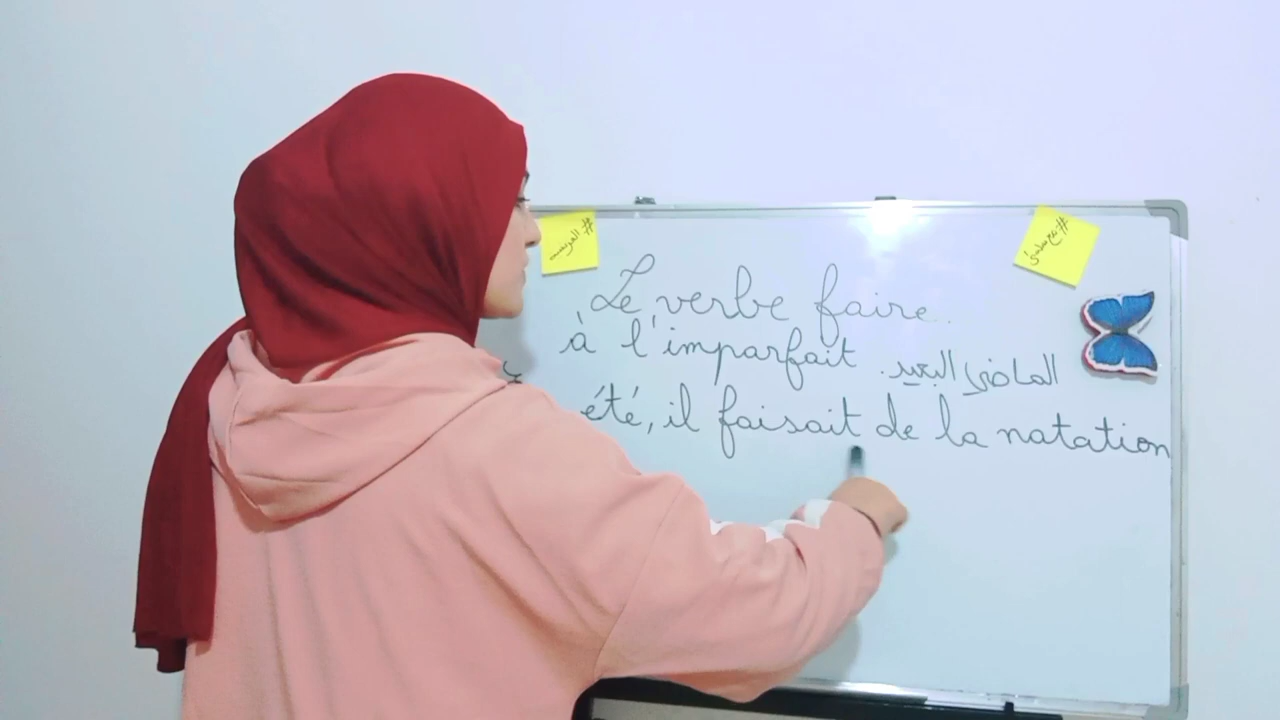 Le verbe faire.
à l'imparfait. الماضي البعيد
été, il faisait de la natation